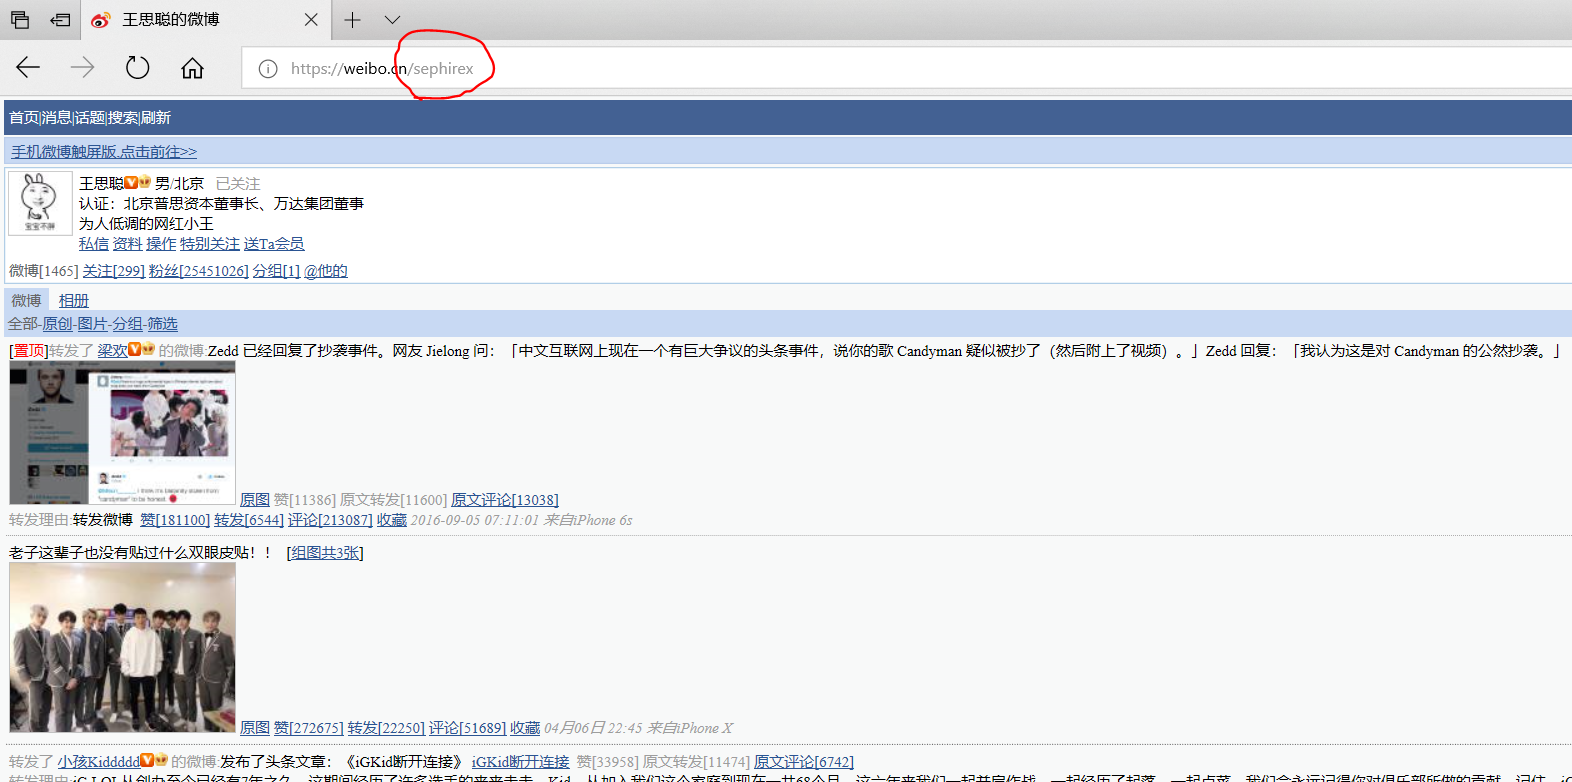 王思聪的微博
https://weibo.cn/sephirex
首页|消息|话题|搜索|刷新
手机微博触屏版,点击前往>>
王思聪 男/北京 已关注
认证：北京普思资本董事长、万达集团董事
为人低调的网红小王
私信 资料 操作 特别关注 送Ta会员
宝宝不醉
微博[1465] 关注[299] 粉丝[25451026] 分组[1] @他的
微博 相册
全部-原创-图片-分组-筛选
[置顶]转发了 梁欢 的微博:Zedd 已经回复了抄袭事件。网友 Jielong 问：「中文互联网上现在一个有巨大争议的头条事件，说你的歌 Candyman 疑似被抄了（然后附上了视频）。」Zedd 回复：「我认为这是对 Candyman 的公然抄袭。」
原图 赞[11386] 原文转发[11600] 原文评论[13038]
转发理由:转发微博 赞[181100] 转发[6544] 评论[213087] 收藏 2016-09-05 07:11:01 来自iPhone 6s
老子这辈子也没有贴过什么双眼皮贴！！ [组图共3张]
原图 赞[272675] 转发[22250] 评论[51689] 收藏 04月06日 22:45 来自iPhone X
转发了 小孩Kiddddd 的微博:发布了头条文章：《iGKid断开连接》 iGKid断开连接 赞[33958] 原文转发[11474] 原文评论[6742]